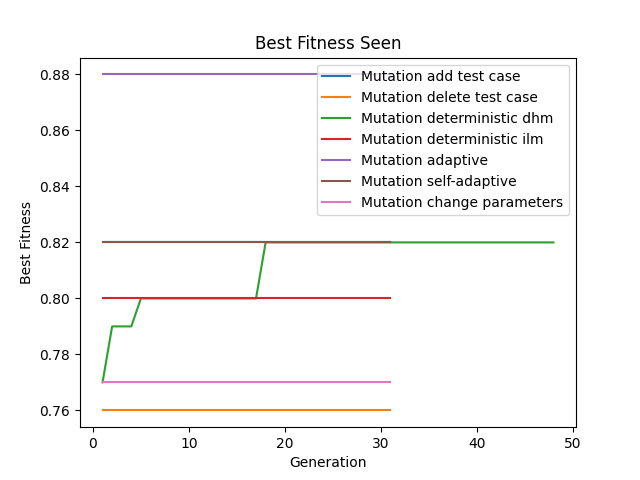 Best Fitness Seen
Best Fitness
0.88
0.86
0.84
0.82
0.80
0.78
0.76
Mutation add test case
Mutation delete test case
Mutation deterministic dhm
Mutation deterministic ilm
Mutation adaptive
Mutation self-adaptive
Mutation change parameters
0
10
20
30
40
50
Generation